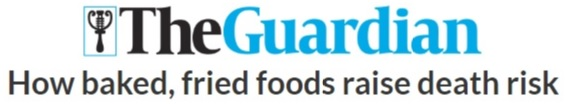 TheGuardian
How baked, fried foods raise death risk